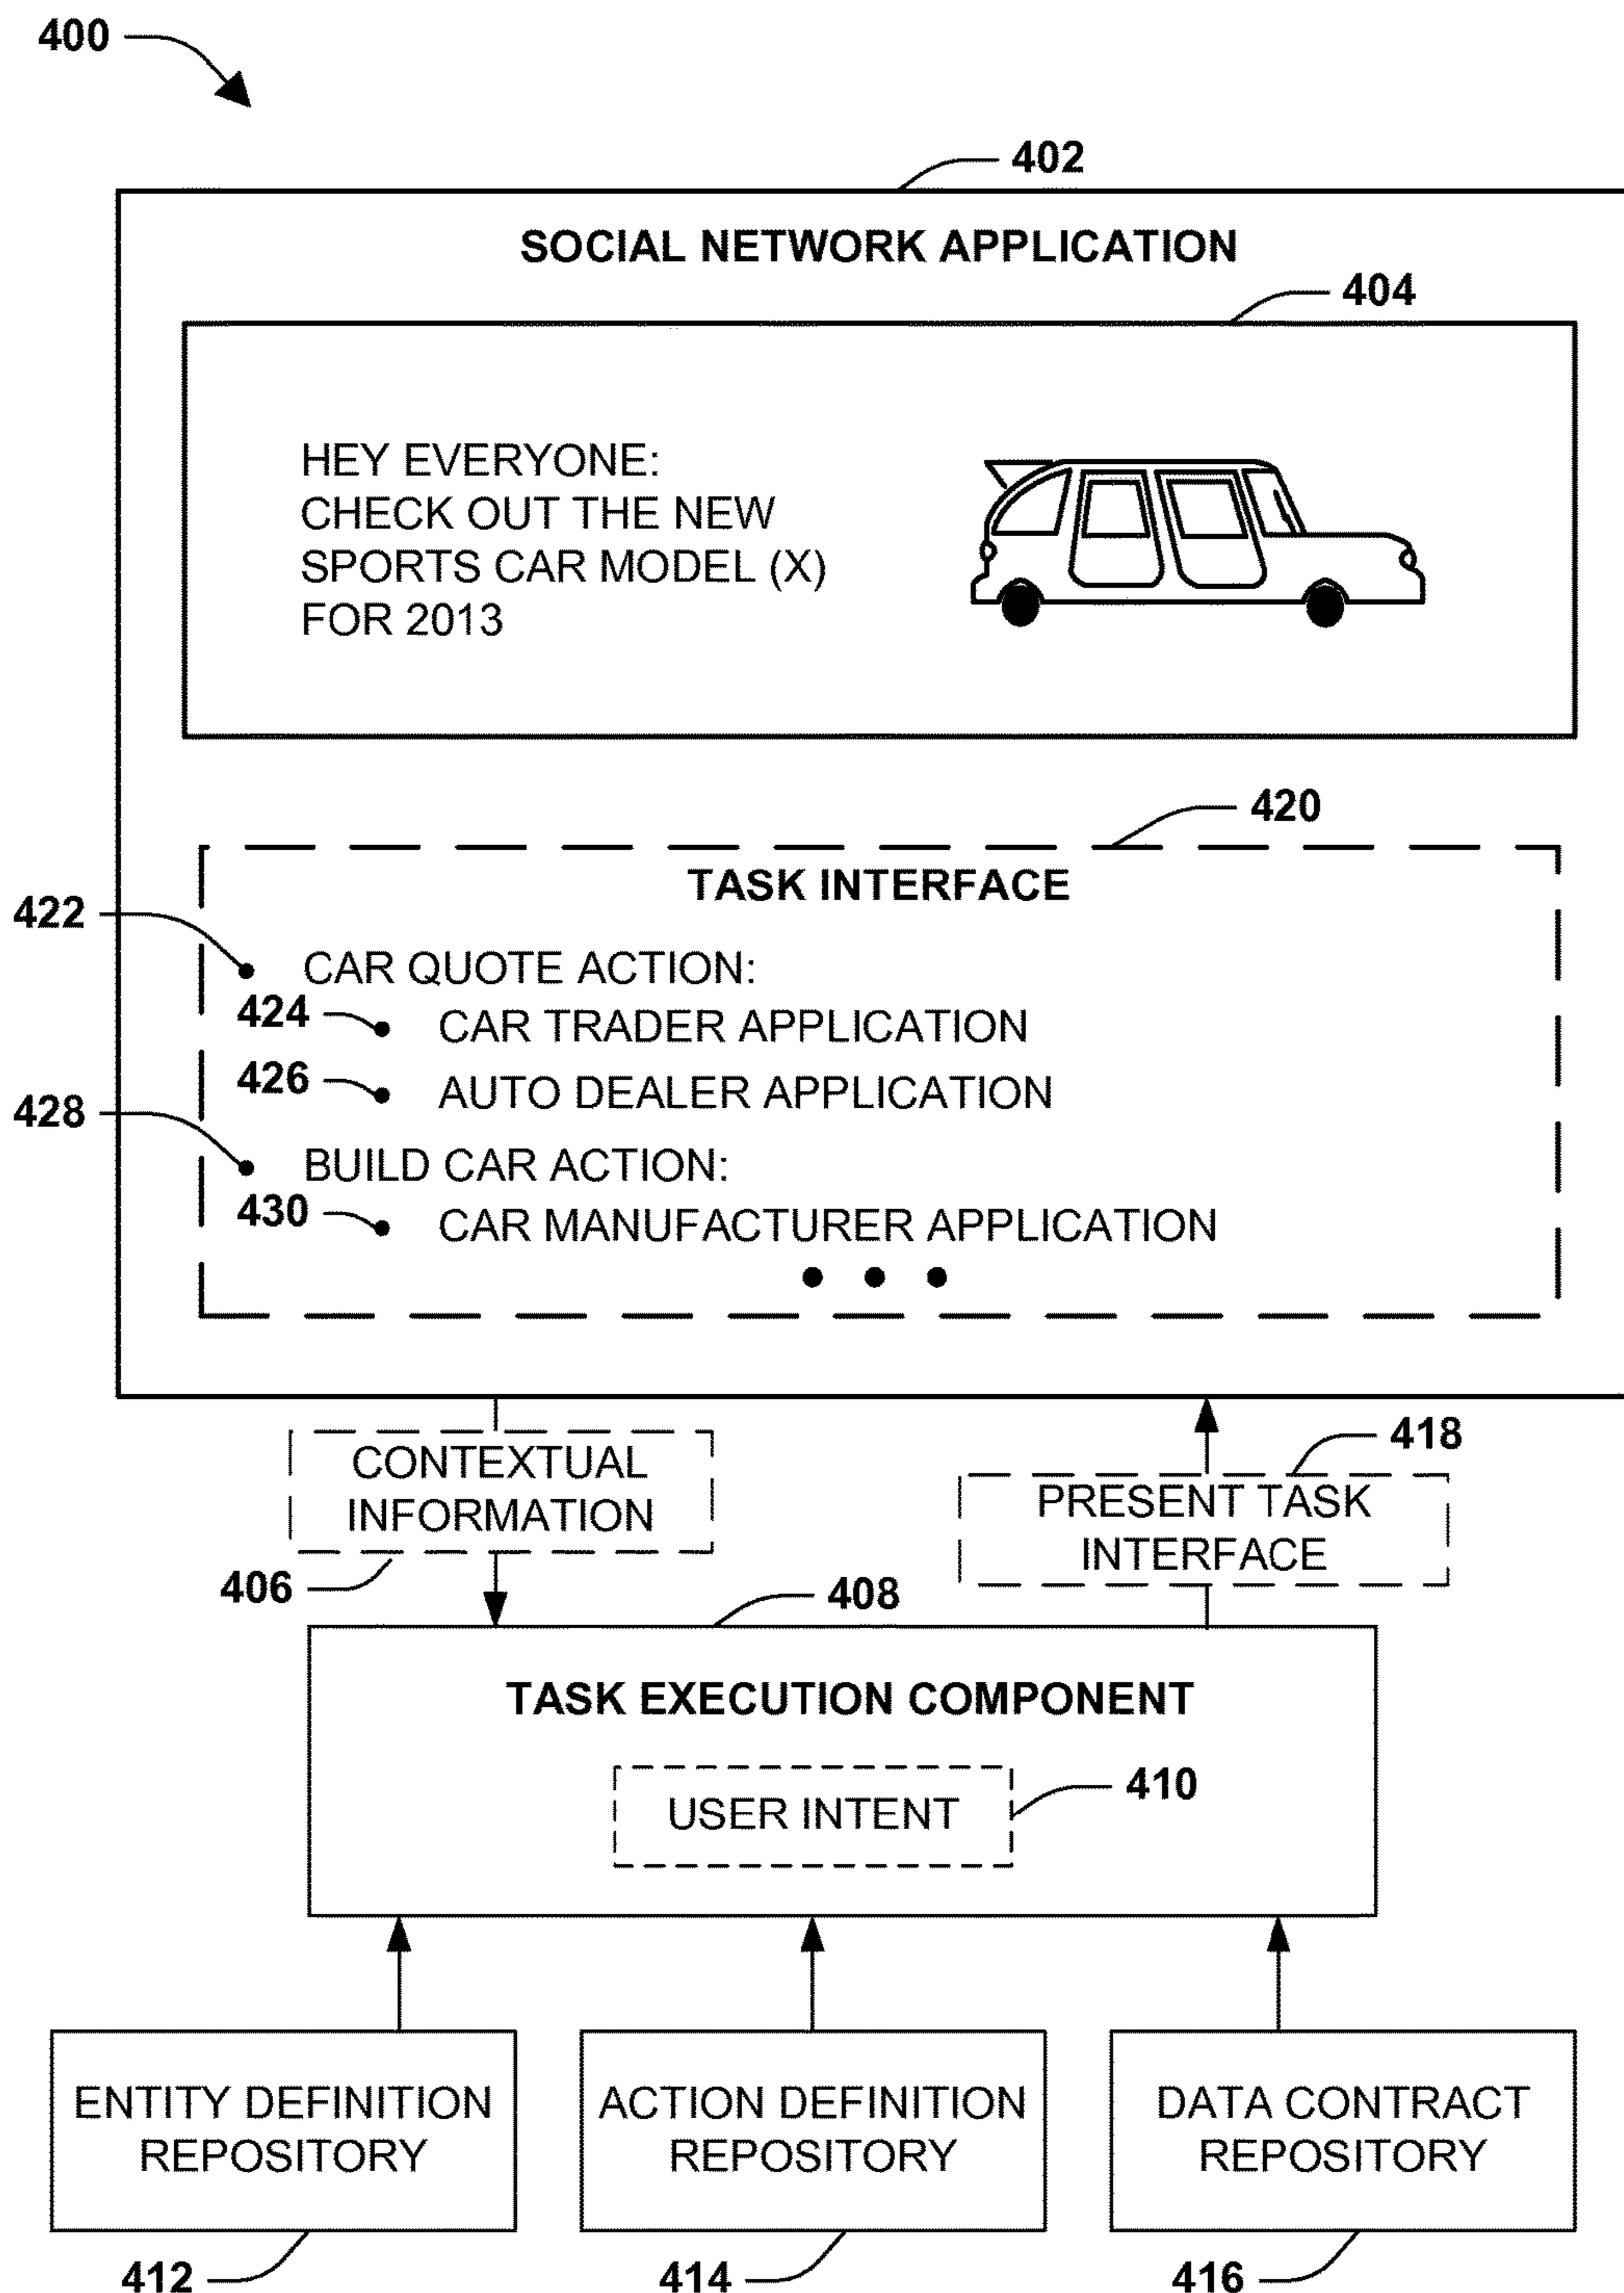 400
402
SOCIAL NETWORK APPLICATION
404
HEY EVERYONE:
CHECK OUT THE NEW
SPORTS CAR MODEL (X)
FOR 2013
420
TASK INTERFACE
422
CAR QUOTE ACTION:
424
CAR TRADER APPLICATION
426
AUTO DEALER APPLICATION
428
BUILD CAR ACTION:
430
CAR MANUFACTURER APPLICATION
• • •
CONTEXTUAL
INFORMATION
406
418
PRESENT TASK
INTERFACE
408
TASK EXECUTION COMPONENT
410
USER INTENT
ENTITY DEFINITION
REPOSITORY
412
ACTION DEFINITION
REPOSITORY
414
DATA CONTRACT
REPOSITORY
416